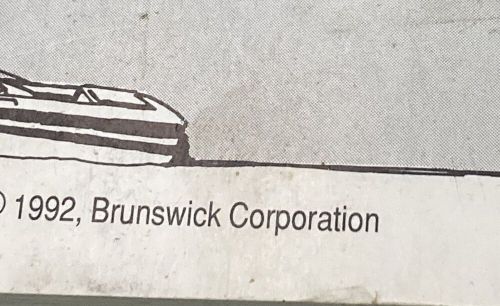 © 1992, Brunswick Corporation